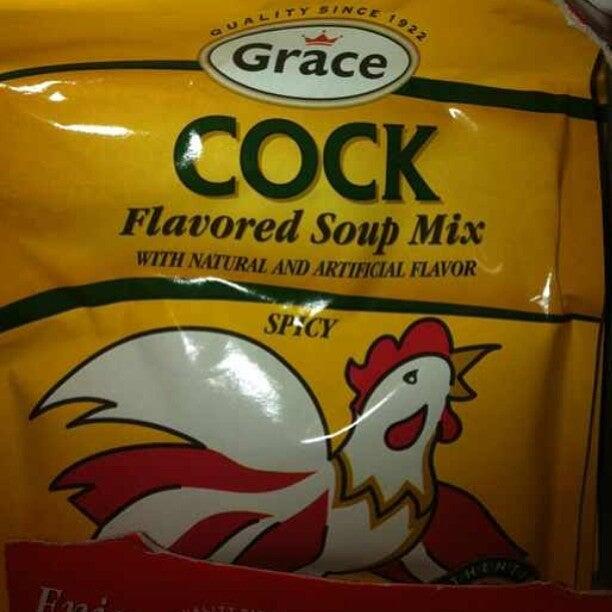 QUALITY SINCE 1922
Grace
COCK
Flavored Soup Mix
WITH NATURAL AND ARTIFICIAL FLAVOR
SPICY